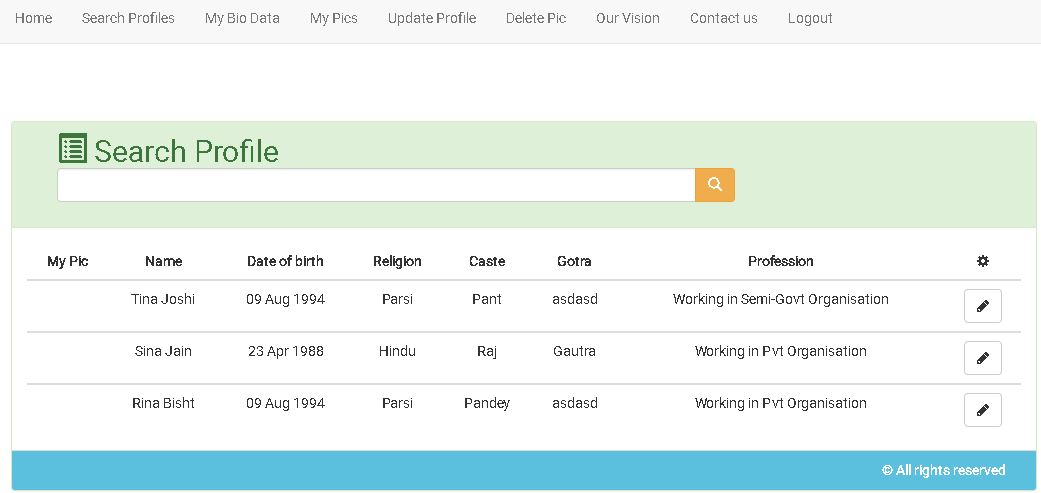 Home Search Profiles My Bio Data My Pics Update Profile Delete Pic Our Vision Contact us Logout
Search Profile
My Pic Name Date of birth Religion Caste Gotra Profession
Tina Joshi 09 Aug 1994 Parsi Pant asdasd Working in Semi-Govt Organisation
Sina Jain 23 Apr 1988 Hindu Raj Gautra Working in Pvt Organisation
Rina Bisht 09 Aug 1994 Parsi Pandey asdasd Working in Pvt Organisation
© All rights reserved